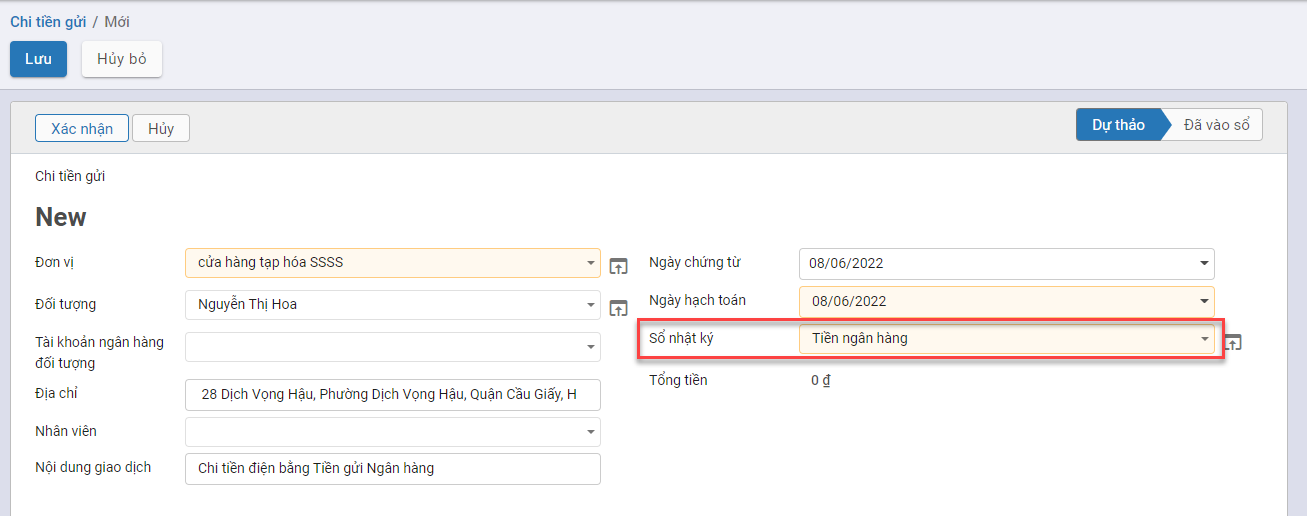 Chi tiền gửi / Mới
Lưu Hủy bỏ
Xác nhận Hủy Dự thảo Đã vào sổ
Chi tiền gửi
New
Đơn vị cửa hàng tạp hóa SSSS
Đối tượng Nguyễn Thị Hoa
Tài khoản ngân hàng
đối tượng
Địa chỉ 28 Dịch Vọng Hậu, Phường Dịch Vọng Hậu, Quận Cầu Giấy, H
Nhân viên
Nội dung giao dịch Chi tiền điện bằng Tiền gửi Ngân hàng
Ngày chứng từ 08/06/2022
Ngày hạch toán 08/06/2022
Sổ nhật ký Tiền ngân hàng
Tổng tiền 0 ₫